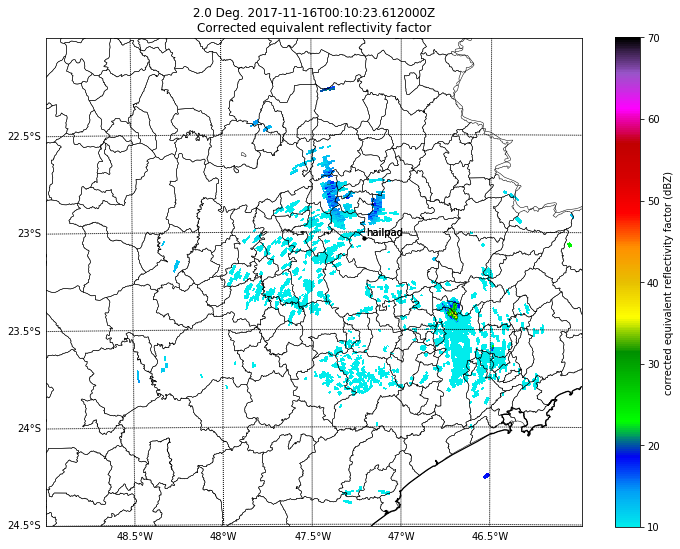 2.0 Deg. 2017-11-16T00:10:23.612000Z
Corrected equivalent reflectivity factor
22.5°S
23°S
23.5°S
24°S
24.5°S
48.5°W
48°W
47.5°W
47°W
46.5°W
hailpad
70
60
50
40
30
20
10
corrected equivalent reflectivity factor (dBZ)